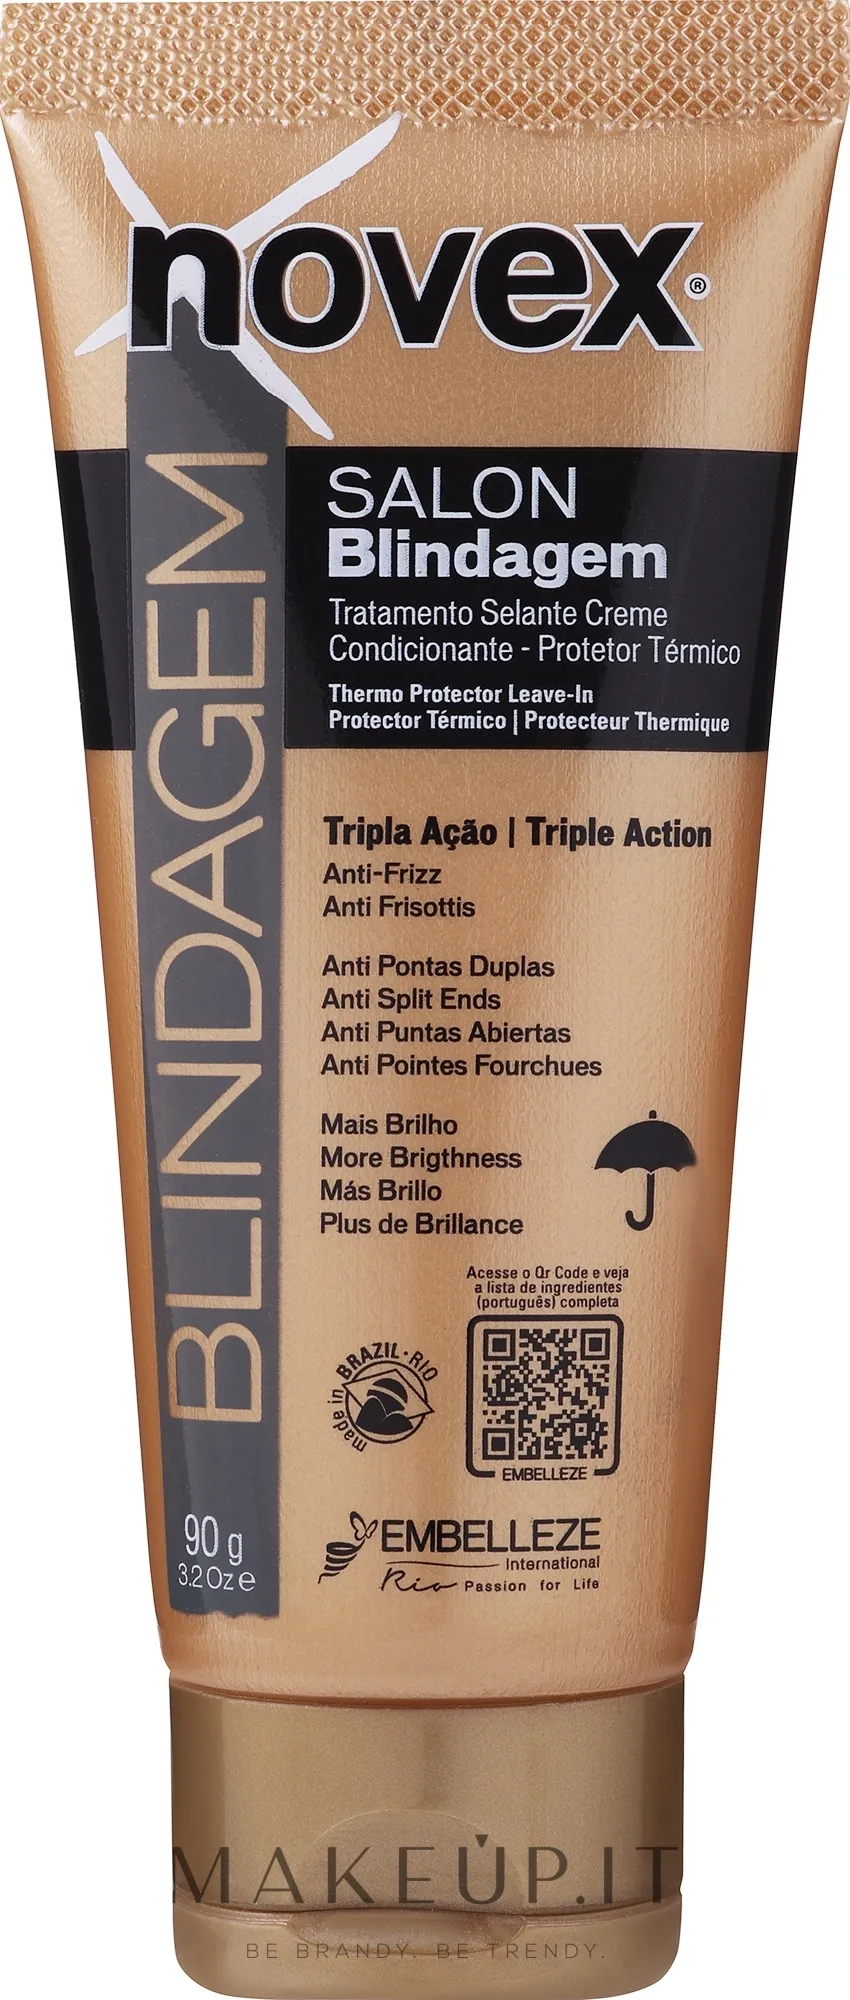 novex®
BLINDAGEM
SALON
Blindagem
Tratamento Selante Creme
Condicionante - Protetor Térmico
Thermo Protector Leave-In
Protector Térmico | Protecteur Thermique
Tripla Ação | Triple Action
Anti-Frizz
Anti Frisottis
Anti Pontas Duplas
Anti Split Ends
Anti Puntas Abiertas
Anti Pointes Fourchues
Mais Brilho
More Brigthness
Más Brillo
Plus de Brillance
Acesse o Qr Code e veja
a lista de ingredientes
(português) completa
made in BRAZIL·RIO
EMBELLEZE
90 g
3.2 Oz e
EMBELLEZE
International
Rio Passion for Life
MAKEUP.IT
BE BRANDY. BE TRENDY.